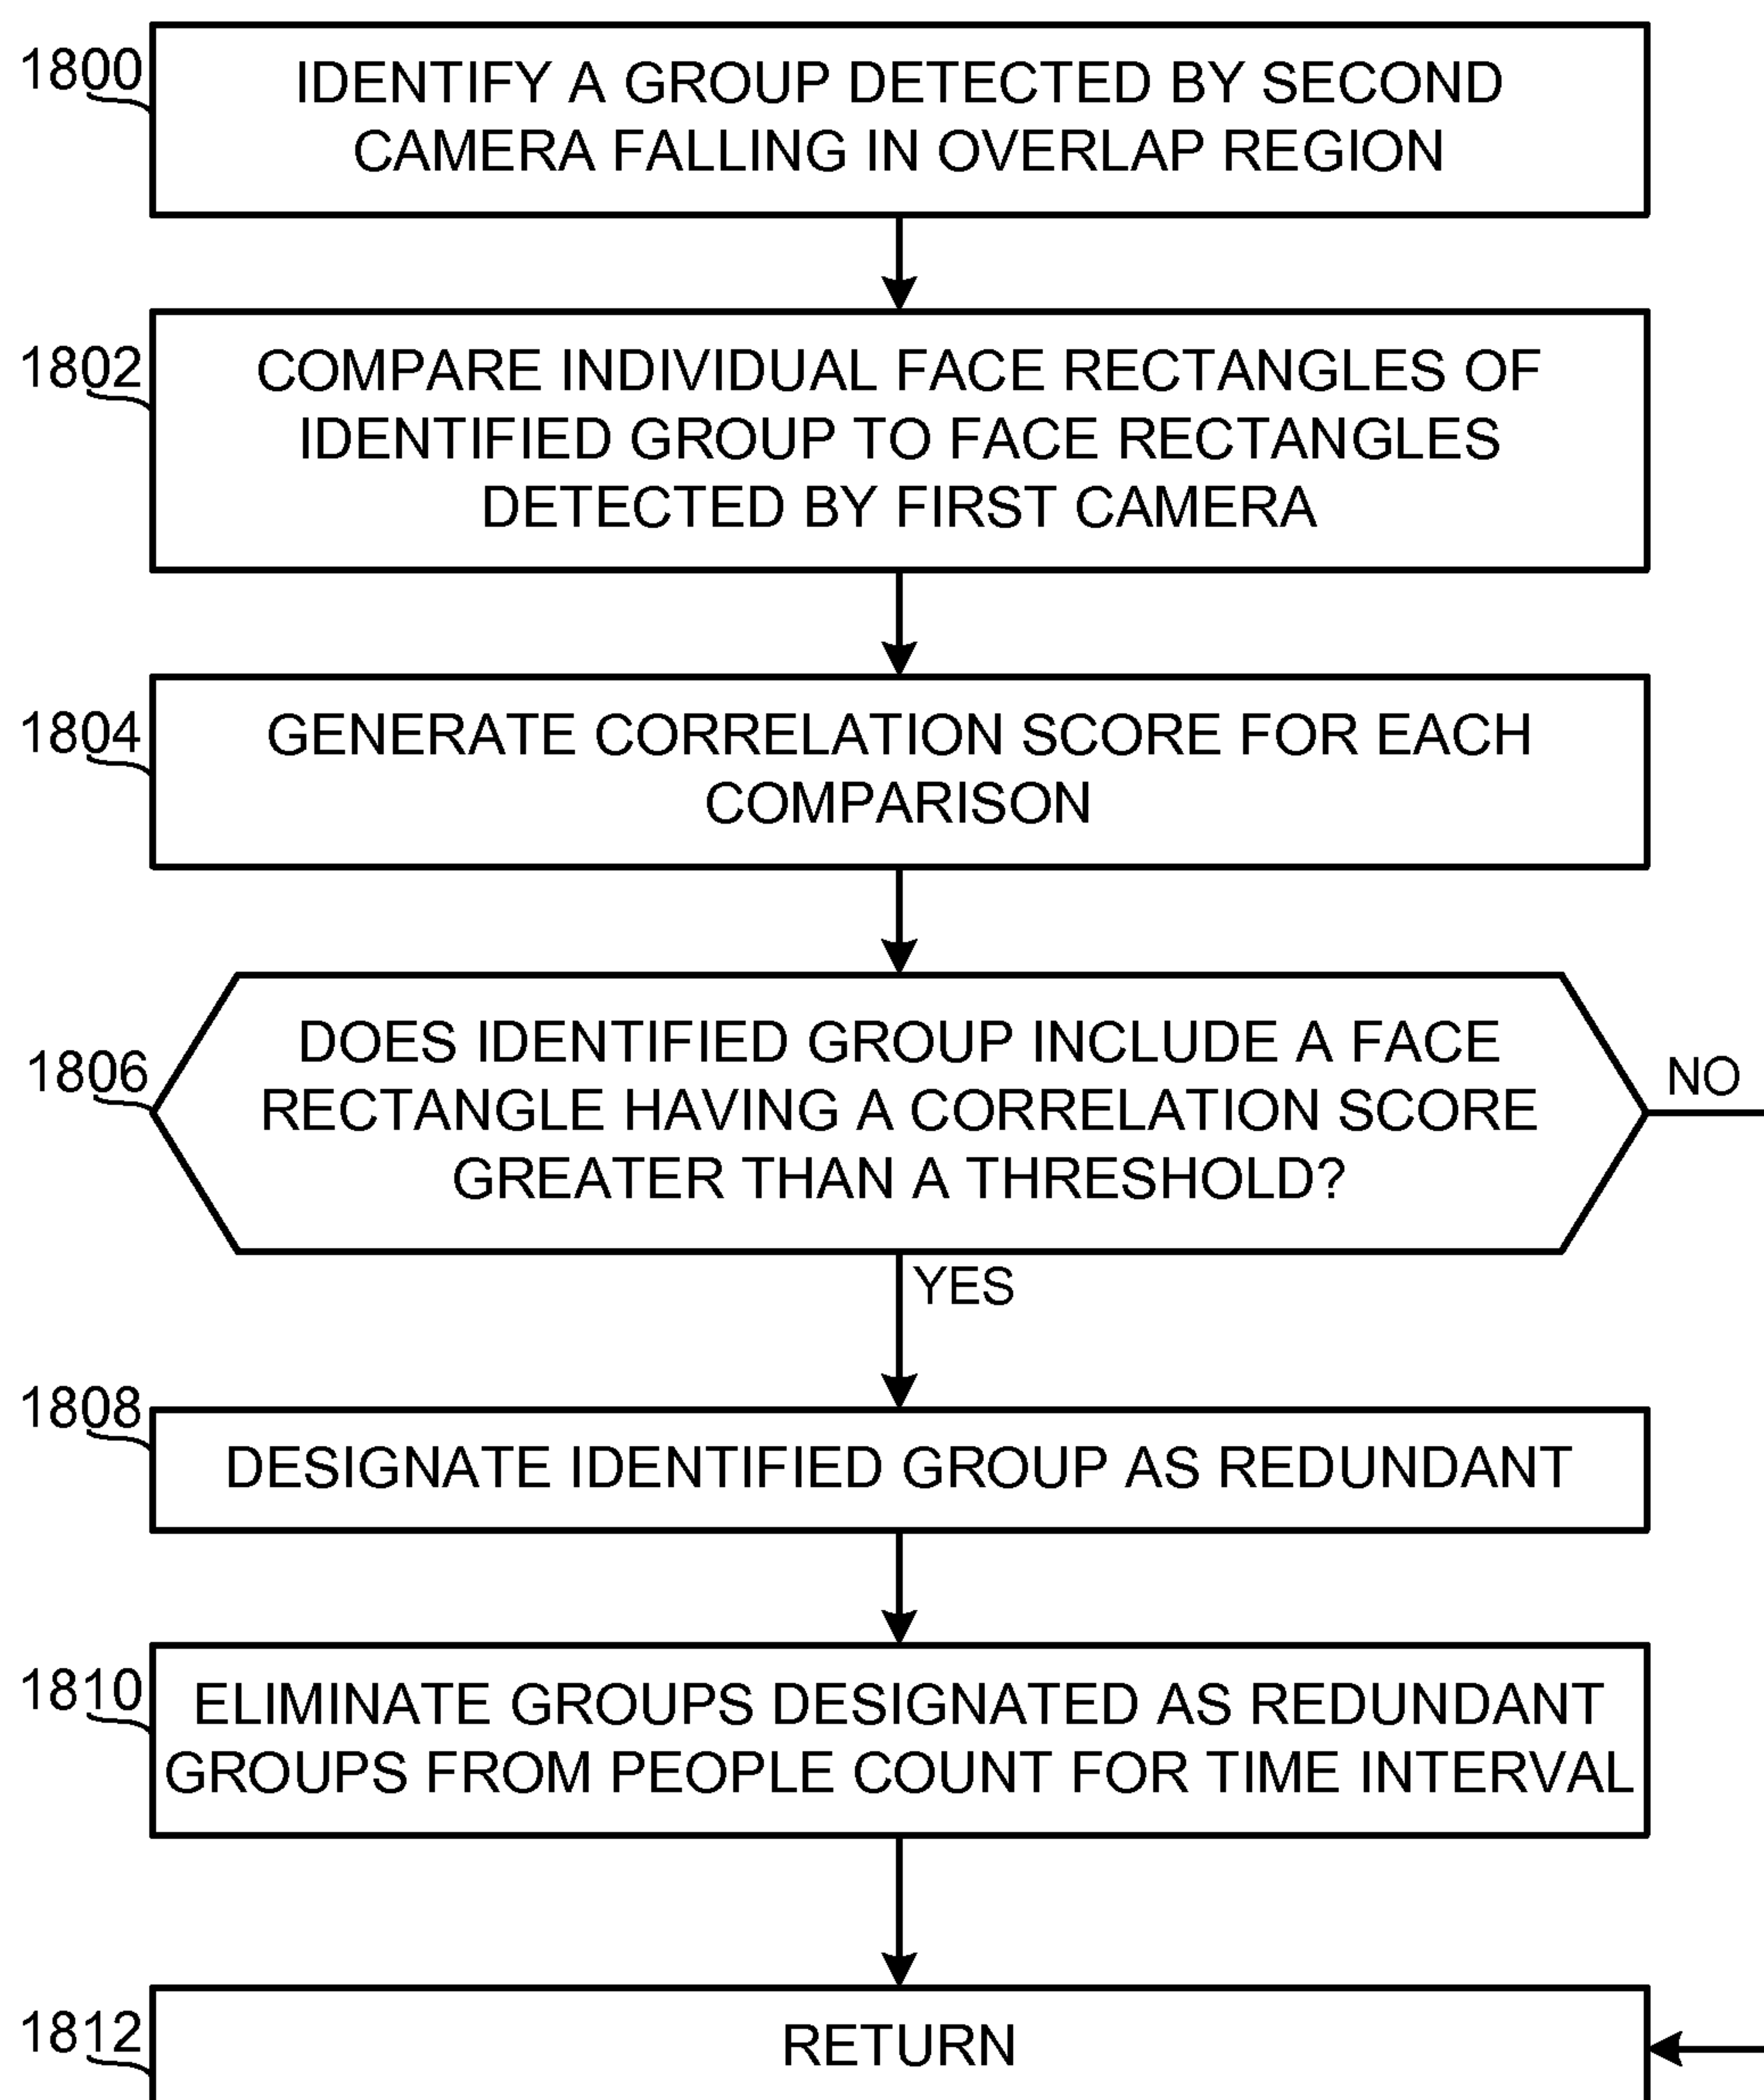 1800
IDENTIFY A GROUP DETECTED BY SECOND
CAMERA FALLING IN OVERLAP REGION
1802
COMPARE INDIVIDUAL FACE RECTANGLES OF
IDENTIFIED GROUP TO FACE RECTANGLES
DETECTED BY FIRST CAMERA
1804
GENERATE CORRELATION SCORE FOR EACH
COMPARISON
1806
DOES IDENTIFIED GROUP INCLUDE A FACE
RECTANGLE HAVING A CORRELATION SCORE
GREATER THAN A THRESHOLD?
NO
YES
1808
DESIGNATE IDENTIFIED GROUP AS REDUNDANT
1810
ELIMINATE GROUPS DESIGNATED AS REDUNDANT
GROUPS FROM PEOPLE COUNT FOR TIME INTERVAL
1812
RETURN